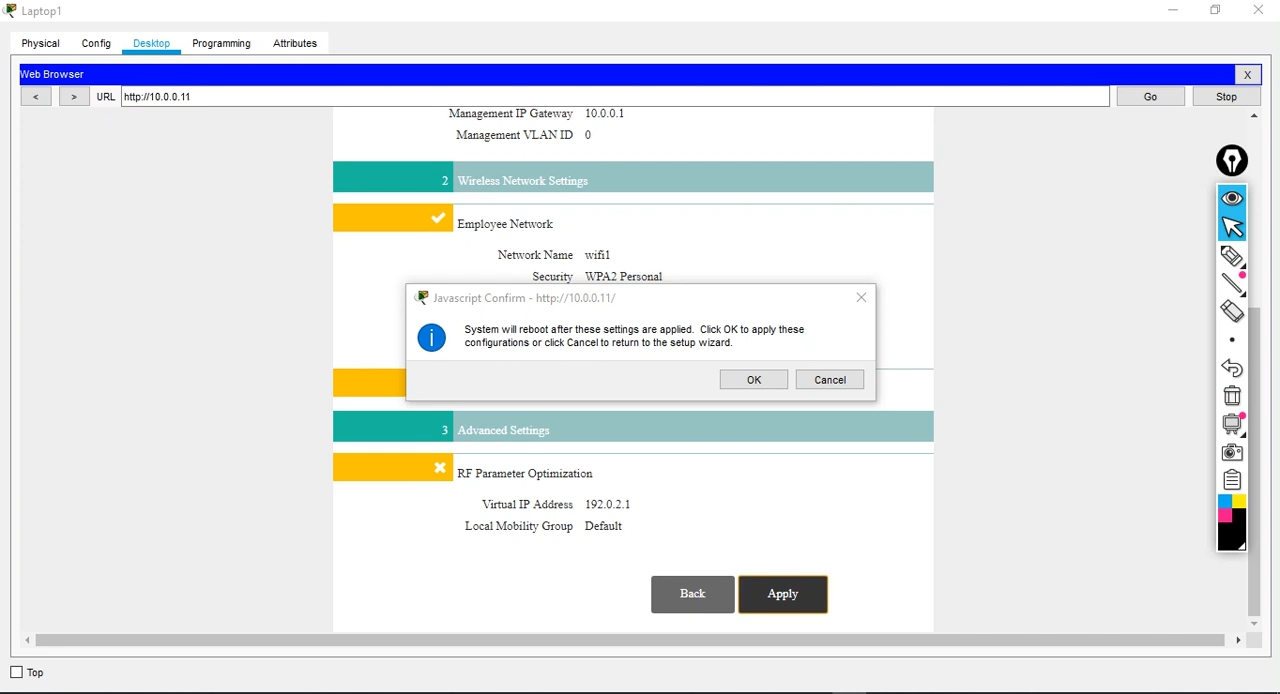 Laptop1
Physical Config Desktop Programming Attributes
Web Browser X
< > URL http://10.0.0.11 Go Stop
Management IP Gateway 10.0.0.1
Management VLAN ID 0
2 Wireless Network Settings
Employee Network
Network Name wifi1
Security WPA2 Personal
Javascript Confirm - http://10.0.0.11/
System will reboot after these settings are applied. Click OK to apply these
configurations or click Cancel to return to the setup wizard.
OK Cancel
3 Advanced Settings
RF Parameter Optimization
Virtual IP Address 192.0.2.1
Local Mobility Group Default
Back Apply
Top